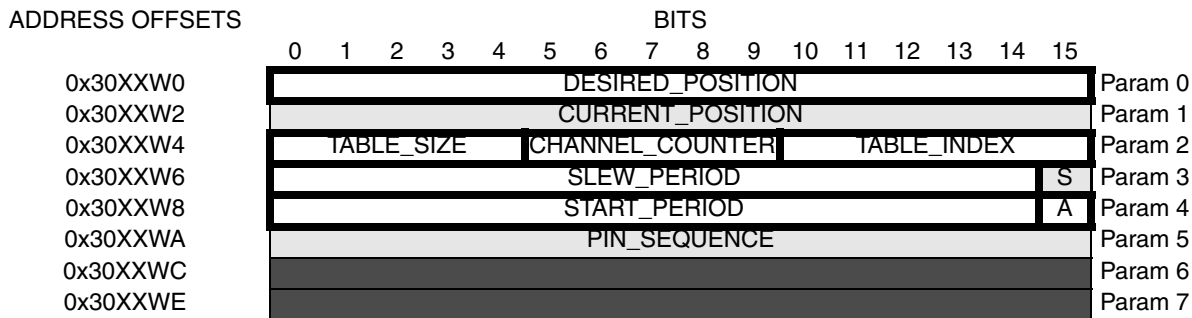 ADDRESS OFFSETS BITS
0 1 2 3 4 5 6 7 8 9 10 11 12 13 14 15
0x30XXW0 DESIRED_POSITION Param 0
0x30XXW2 CURRENT_POSITION Param 1
0x30XXW4 TABLE_SIZE CHANNEL_COUNTER TABLE_INDEX Param 2
0x30XXW6 SLEW_PERIOD S Param 3
0x30XXW8 START_PERIOD A Param 4
0x30XXWA PIN_SEQUENCE Param 5
0x30XXWC Param 6
0x30XXWE Param 7